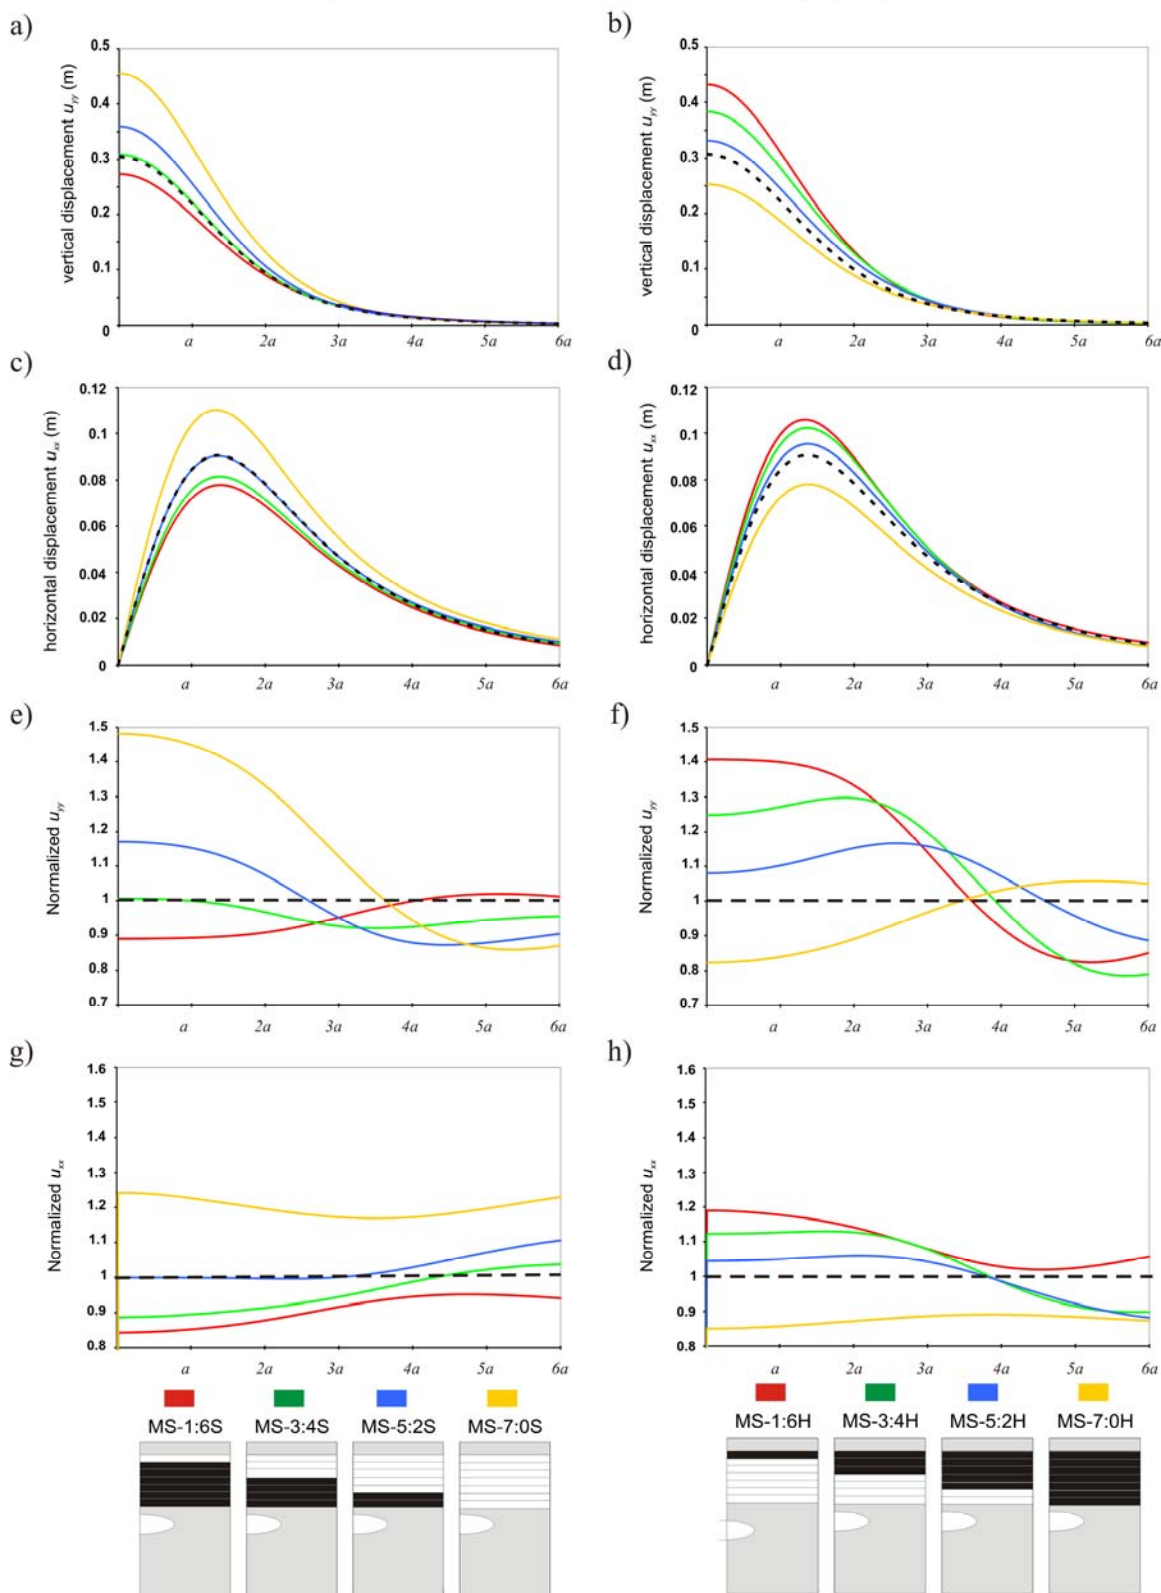 a)
b)
vertical displacement uyy (m)
0.5
0.4
0.3
0.2
0.1
0
a 2a 3a 4a 5a 6a
vertical displacement uyy (m)
0.5
0.4
0.3
0.2
0.1
0
a 2a 3a 4a 5a 6a
c)
d)
horizontal displacement uxx (m)
0.12
0.1
0.08
0.06
0.04
0.02
0
a 2a 3a 4a 5a 6a
horizontal displacement uxx (m)
0.12
0.1
0.08
0.06
0.04
0.02
0
a 2a 3a 4a 5a 6a
e)
f)
Normalized uyy
1.5
1.4
1.3
1.2
1.1
1
0.9
0.8
0.7
a 2a 3a 4a 5a 6a
Normalized uyy
1.5
1.4
1.3
1.2
1.1
1
0.9
0.8
0.7
a 2a 3a 4a 5a 6a
g)
h)
Normalized uxx
1.6
1.5
1.4
1.3
1.2
1.1
1
0.9
0.8
a 2a 3a 4a 5a 6a
Normalized uxx
1.6
1.5
1.4
1.3
1.2
1.1
1
0.9
0.8
a 2a 3a 4a 5a 6a
MS-1:6S MS-3:4S MS-5:2S MS-7:0S
MS-1:6H MS-3:4H MS-5:2H MS-7:0H